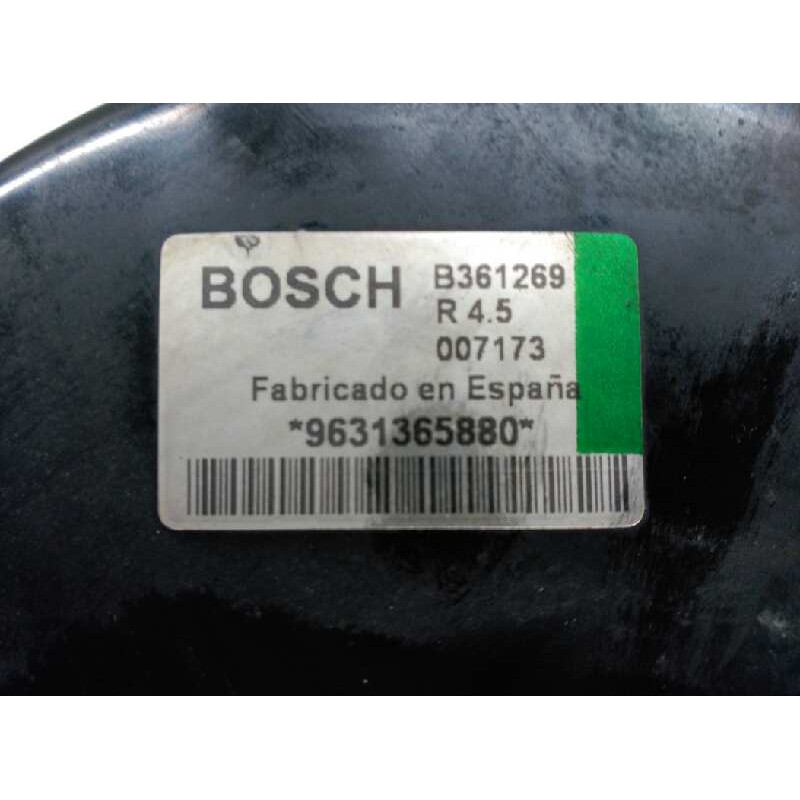 BOSCH B361269
R 4.5
007173
Fabricado en España
*9631365880*